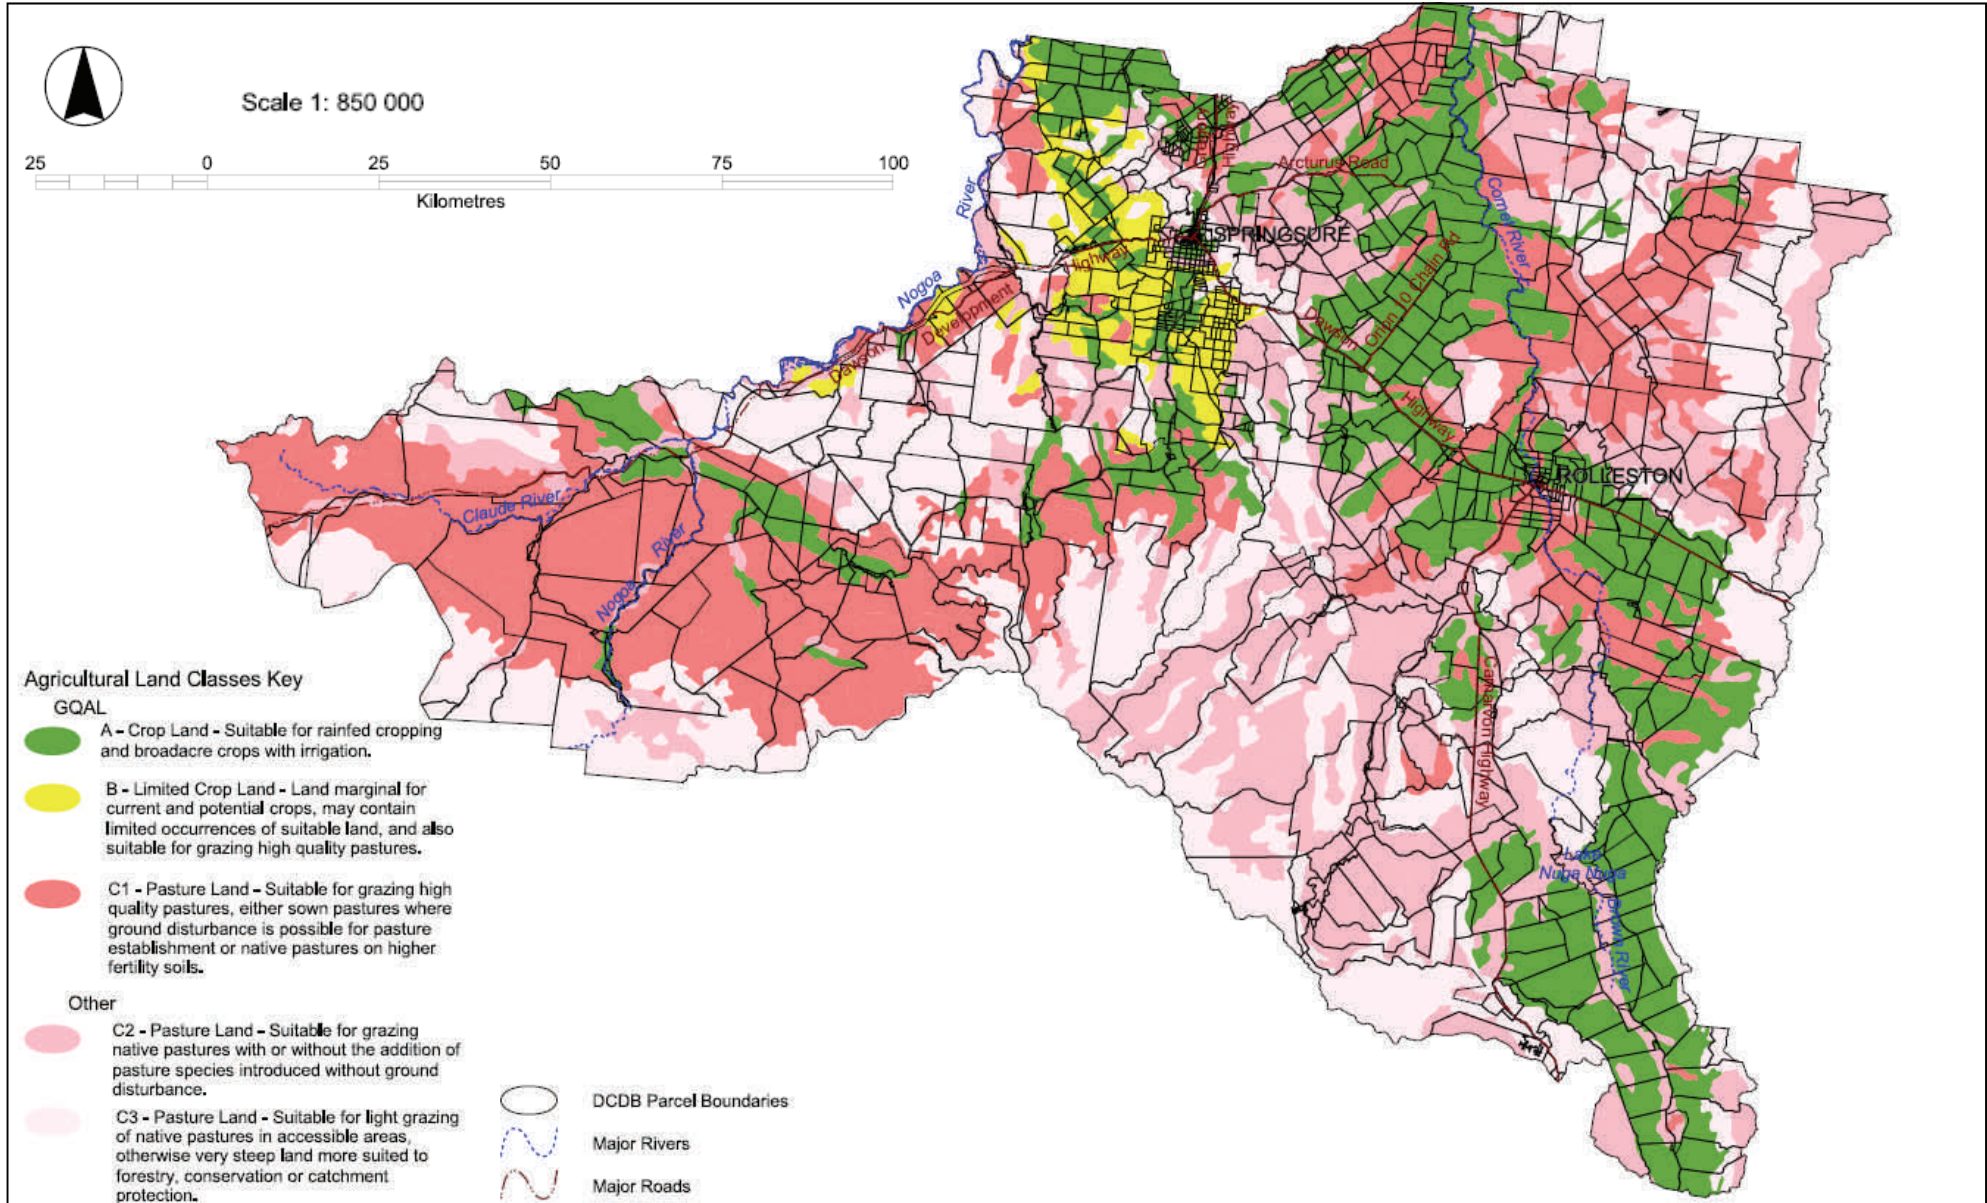 Scale 1: 850 000
25 0 25 50 75 100
Kilometres
Gregory
Highway
Arcturus Road
River
Comet River
SPRINGSURE
Highway
Orion 10 Chain Rd
Nogoa
Development
Dawson
Dawson
Highway
ROLLESTON
Claude River
River
Nogoa
Carnarvon Highway
Lake
Nuga Nuga
Brown River
Agricultural Land Classes Key
GQAL
A - Crop Land - Suitable for rainfed cropping
and broadacre crops with irrigation.
B - Limited Crop Land - Land marginal for
current and potential crops, may contain
limited occurrences of suitable land, and also
suitable for grazing high quality pastures.
C1 - Pasture Land - Suitable for grazing high
quality pastures, either sown pastures where
ground disturbance is possible for pasture
establishment or native pastures on higher
fertility soils.
Other
C2 - Pasture Land - Suitable for grazing
native pastures with or without the addition of
pasture species introduced without ground
disturbance.
C3 - Pasture Land - Suitable for light grazing
of native pastures in accessible areas,
otherwise very steep land more suited to
forestry, conservation or catchment
protection.
DCDB Parcel Boundaries
Major Rivers
Major Roads